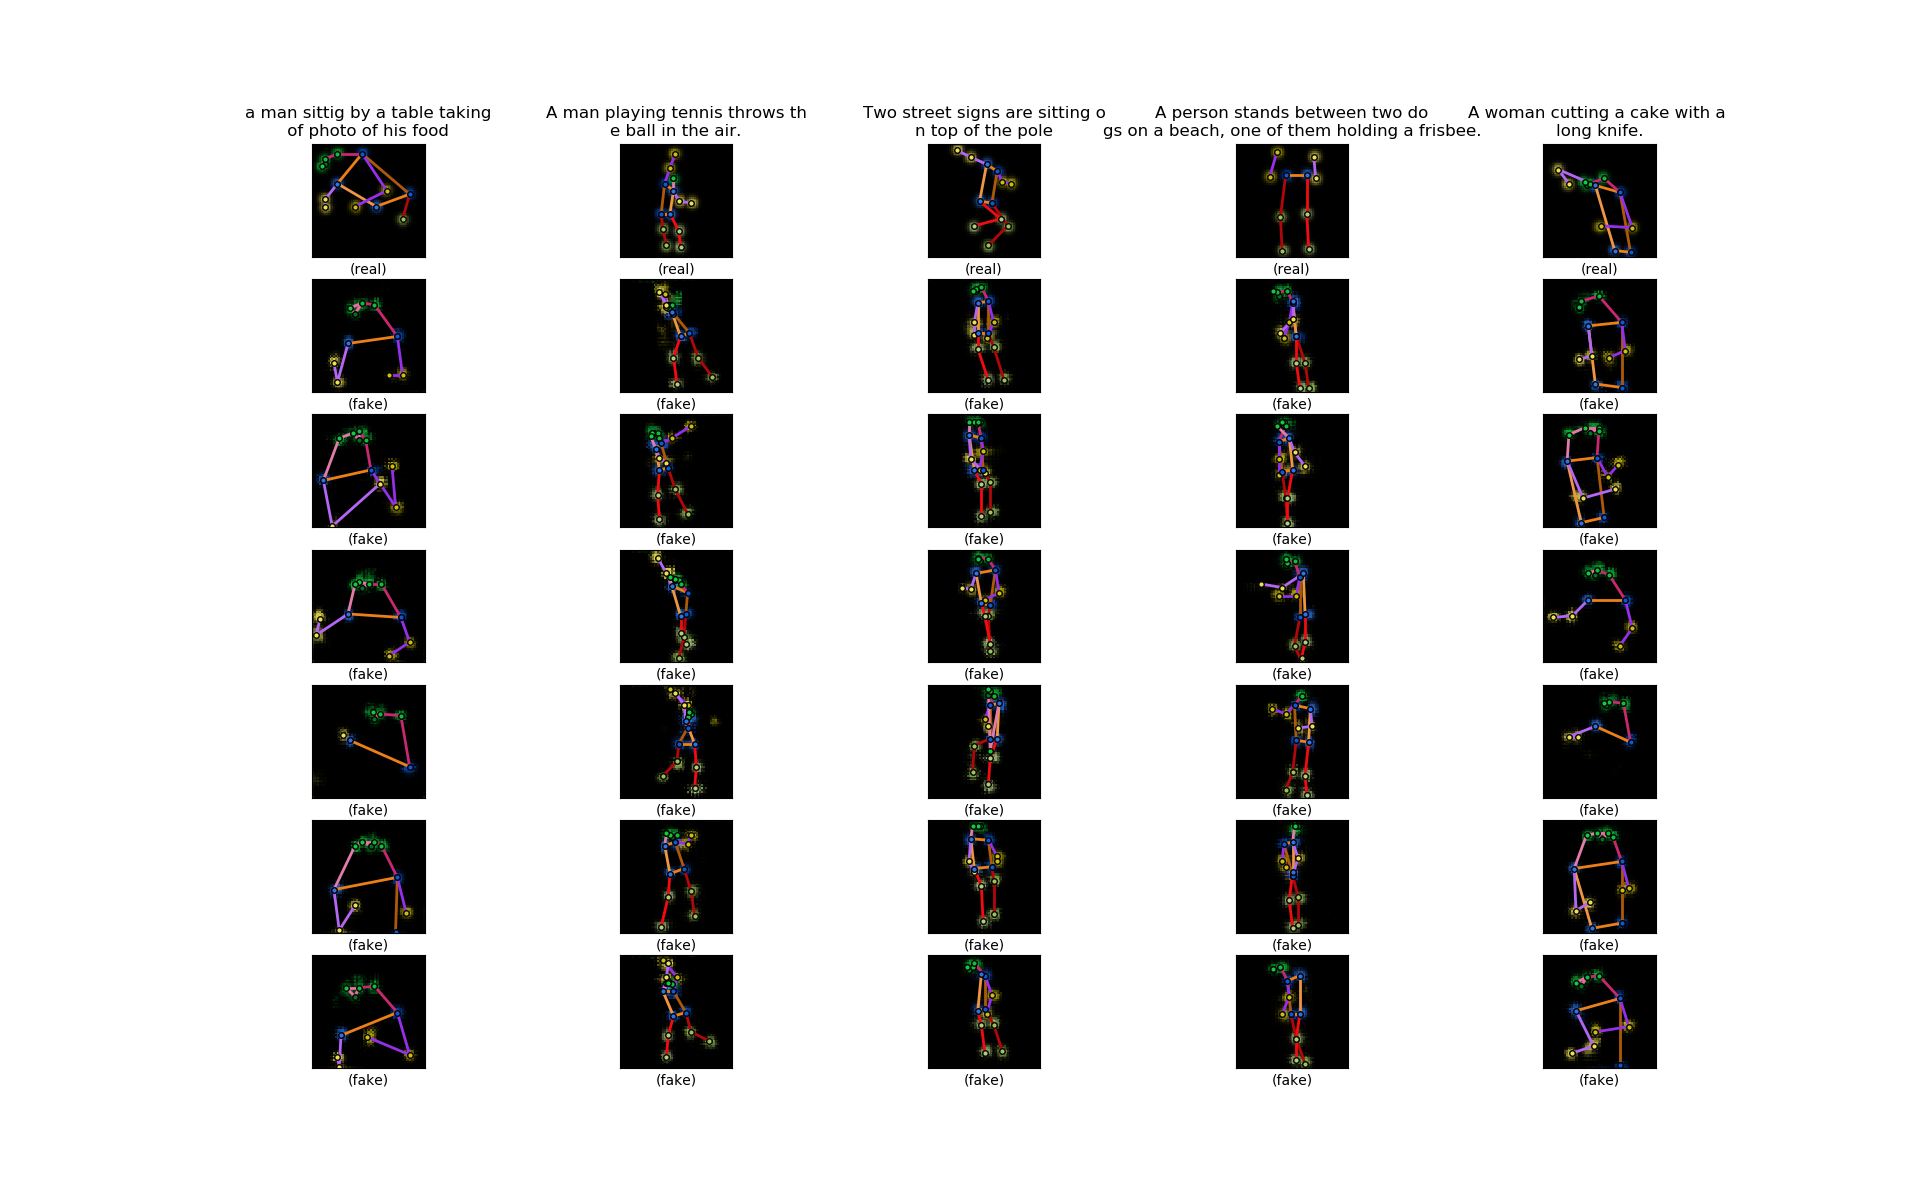 a man sittig by a table taking
of photo of his food
A man playing tennis throws th
e ball in the air.
Two street signs are sitting o
n top of the pole
A person stands between two do
gs on a beach, one of them holding a frisbee.
A woman cutting a cake with a
long knife.
(real) (real) (real) (real) (real)
(fake) (fake) (fake) (fake) (fake)
(fake) (fake) (fake) (fake) (fake)
(fake) (fake) (fake) (fake) (fake)
(fake) (fake) (fake) (fake) (fake)
(fake) (fake) (fake) (fake) (fake)
(fake) (fake) (fake) (fake) (fake)